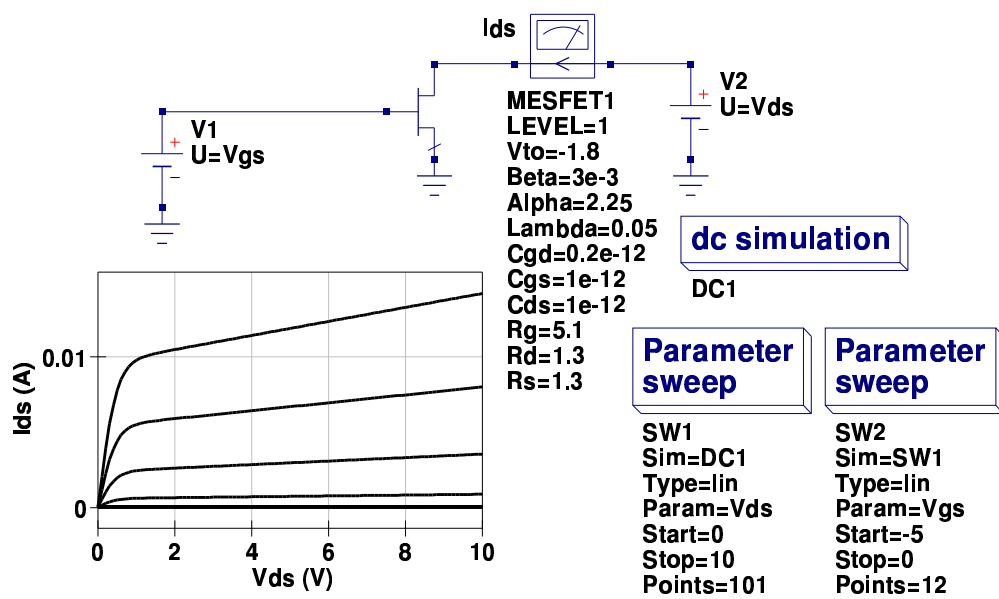 Ids
V1
U=Vgs
V2
U=Vds
MESFET1
LEVEL=1
Vto=-1.8
Beta=3e-3
Alpha=2.25
Lambda=0.05
Cgd=0.2e-12
Cgs=1e-12
Cds=1e-12
Rg=5.1
Rd=1.3
Rs=1.3
dc simulation
DC1
Parameter
sweep
SW1
Sim=DC1
Type=lin
Param=Vds
Start=0
Stop=10
Points=101
Parameter
sweep
SW2
Sim=SW1
Type=lin
Param=Vgs
Start=-5
Stop=0
Points=12
Ids (A)
0.01
0
0 2 4 6 8 10
Vds (V)